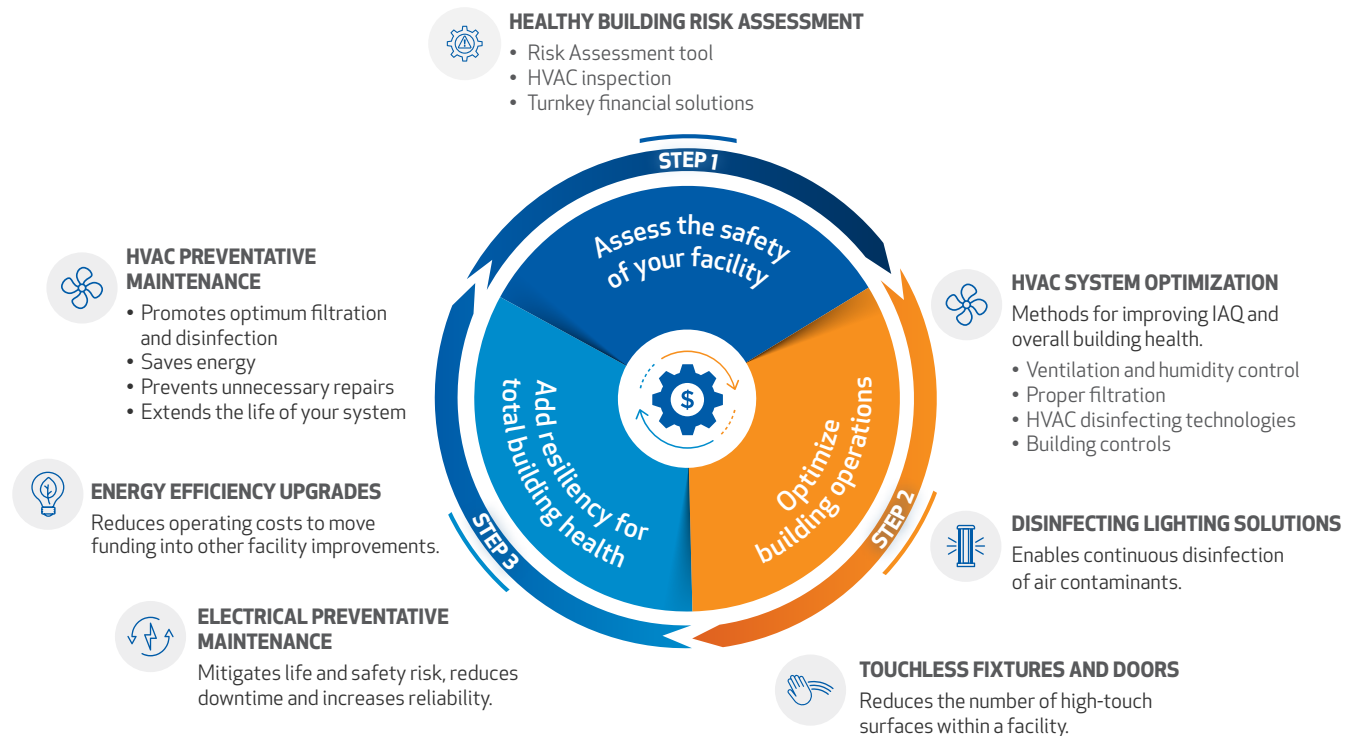 HEALTHY BUILDING RISK ASSESSMENT
• Risk Assessment tool
• HVAC inspection
• Turnkey financial solutions
STEP 1
Assess the safety
of your facility
HVAC SYSTEM OPTIMIZATION
Methods for improving IAQ and
overall building health.
• Ventilation and humidity control
• Proper filtration
• HVAC disinfecting technologies
• Building controls
STEP 2
Optimize
building operations
DISINFECTING LIGHTING SOLUTIONS
Enables continuous disinfection
of air contaminants.
TOUCHLESS FIXTURES AND DOORS
Reduces the number of high-touch
surfaces within a facility.
STEP 3
Add resiliency for
total building health
HVAC PREVENTATIVE
MAINTENANCE
• Promotes optimum filtration
and disinfection
• Saves energy
• Prevents unnecessary repairs
• Extends the life of your system
ENERGY EFFICIENCY UPGRADES
Reduces operating costs to move
funding into other facility improvements.
ELECTRICAL PREVENTATIVE
MAINTENANCE
Mitigates life and safety risk, reduces
downtime and increases reliability.
$